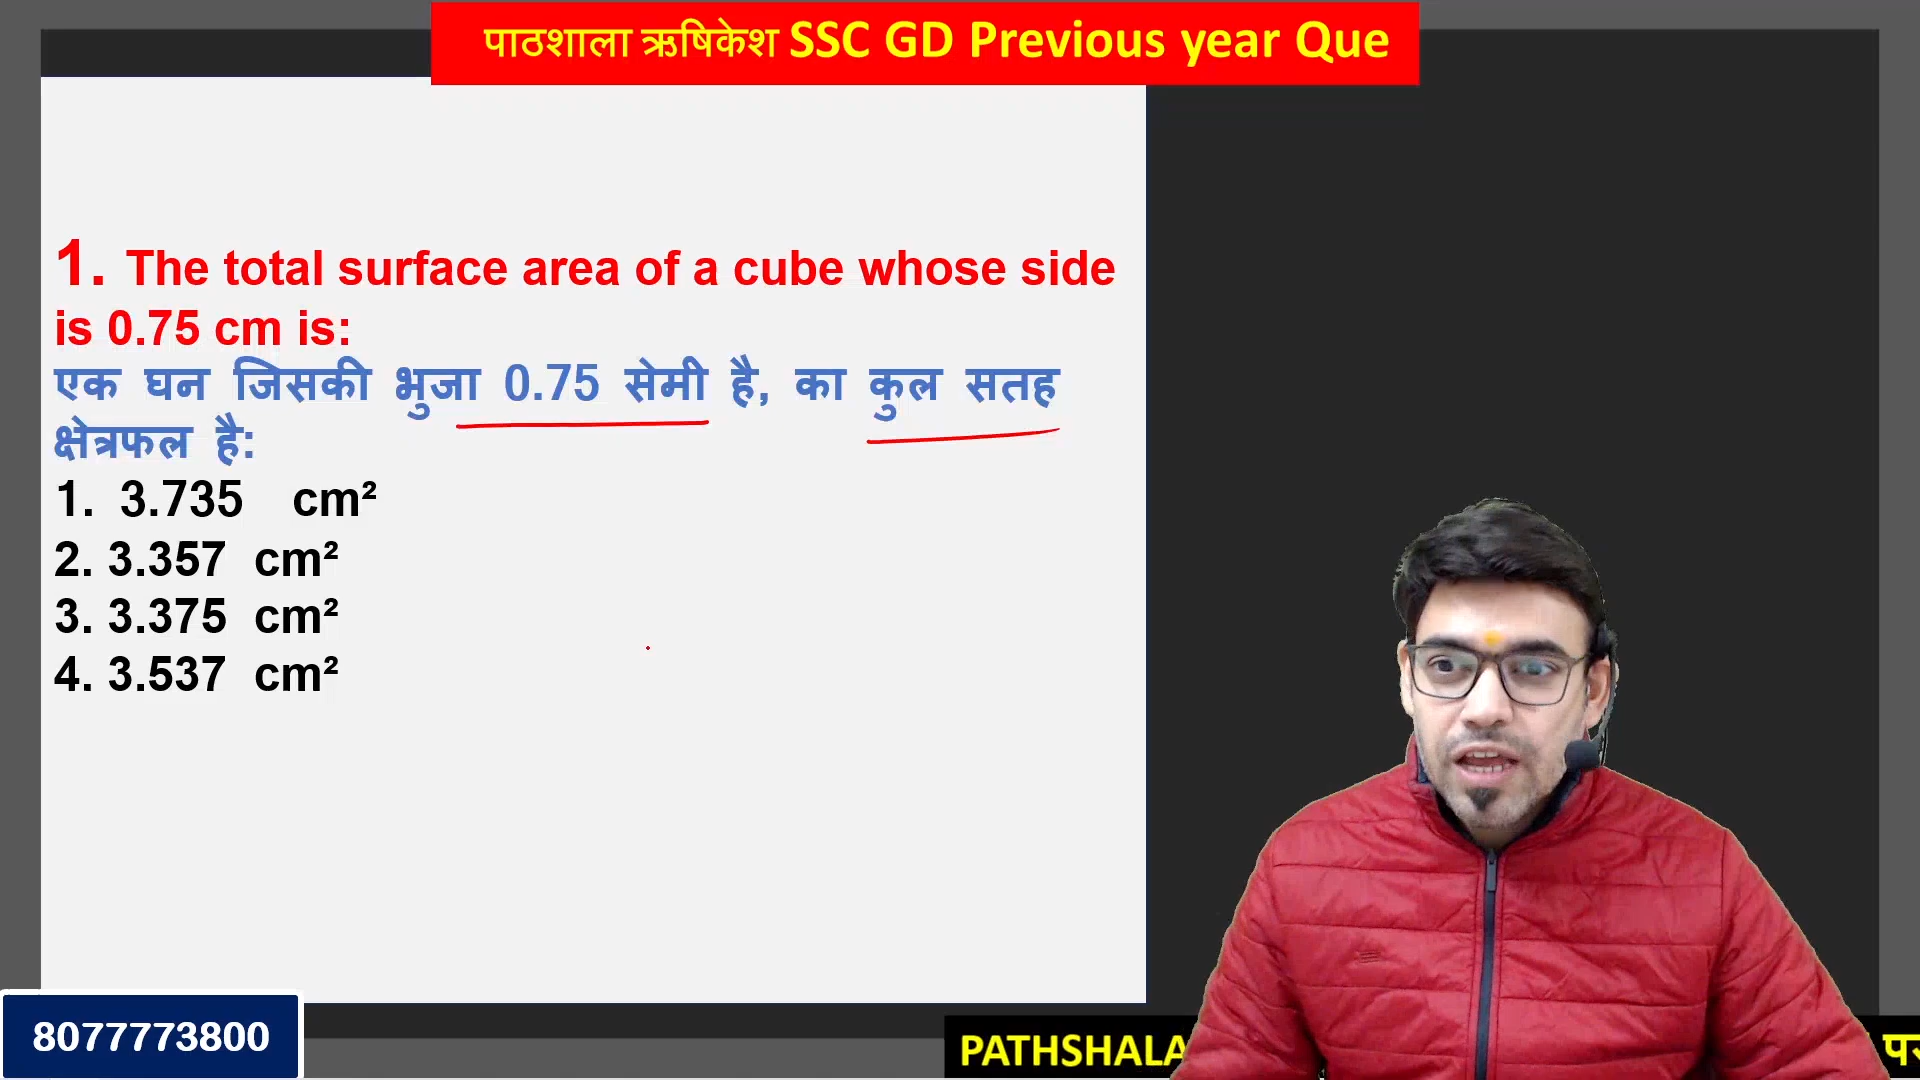 पाठशाला ऋषिकेश SSC GD Previous year Que
1. The total surface area of a cube whose side
is 0.75 cm is:
एक घन जिसकी भुजा 0.75 सेमी है, का कुल सतह
क्षेत्रफल है:
1. 3.735 cm²
2. 3.357 cm²
3. 3.375 cm²
4. 3.537 cm²
8077773800
PATHSHALA